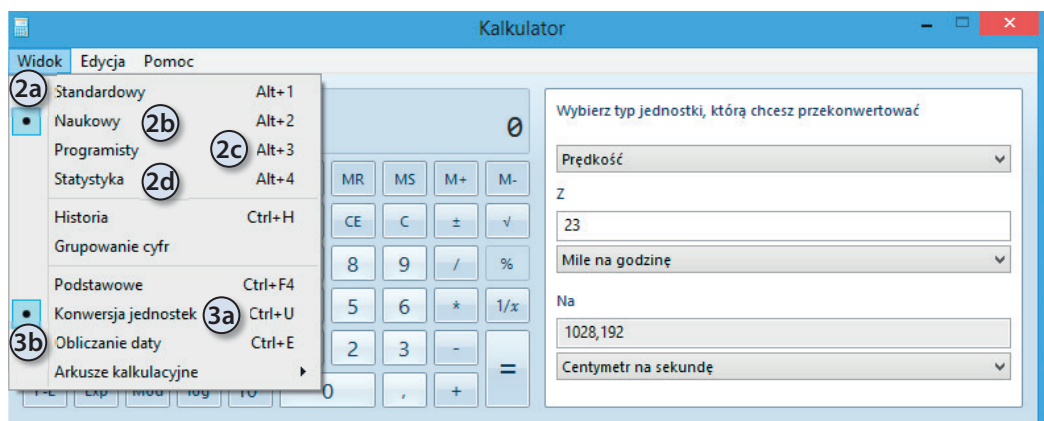 Kalkulator
Widok Edycja Pomoc
2a Standardowy Alt+1
Naukowy 2b Alt+2
Programisty 2c Alt+3
Statystyka 2d Alt+4
Historia Ctrl+H
Grupowanie cyfr
Podstawowe Ctrl+F4
Konwersja jednostek 3a Ctrl+U
3b Obliczanie daty Ctrl+E
Arkusze kalkulacyjne
0
MR MS M+ M-
CE C ± √
8 9 / %
5 6 * 1/x
2 3 - =
0 , +
Wybierz typ jednostki, którą chcesz przekonwertować
Prędkość
Z
23
Mile na godzinę
Na
1028,192
Centymetr na sekundę